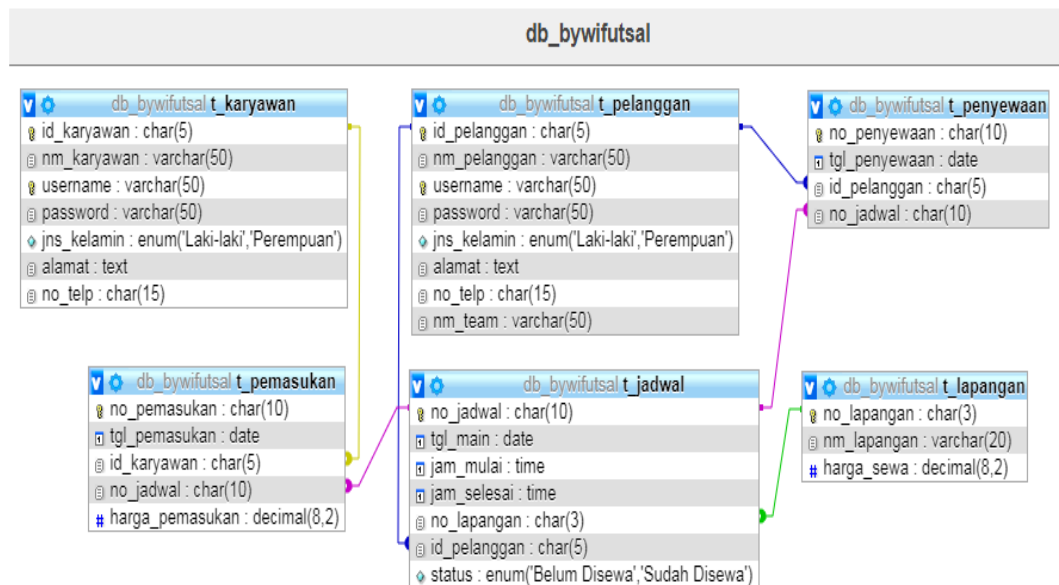 db_bywifutsal
db_bywifutsal t_karyawan
id_karyawan : char(5)
nm_karyawan : varchar(50)
username : varchar(50)
password : varchar(50)
jns_kelamin : enum('Laki-laki','Perempuan')
alamat : text
no_telp : char(15)
db_bywifutsal t_pelanggan
id_pelanggan : char(5)
nm_pelanggan : varchar(50)
username : varchar(50)
password : varchar(50)
jns_kelamin : enum('Laki-laki','Perempuan')
alamat : text
no_telp : char(15)
nm_team : varchar(50)
db_bywifutsal t_penyewaan
no_penyewaan : char(10)
tgl_penyewaan : date
id_pelanggan : char(5)
no_jadwal : char(10)
db_bywifutsal t_pemasukan
no_pemasukan : char(10)
tgl_pemasukan : date
id_karyawan : char(5)
no_jadwal : char(10)
# harga_pemasukan : decimal(8,2)
db_bywifutsal t_jadwal
no_jadwal : char(10)
tgl_main : date
jam_mulai : time
jam_selesai : time
no_lapangan : char(3)
id_pelanggan : char(5)
status : enum('Belum Disewa','Sudah Disewa')
db_bywifutsal t_lapangan
no_lapangan : char(3)
nm_lapangan : varchar(20)
# harga_sewa : decimal(8,2)